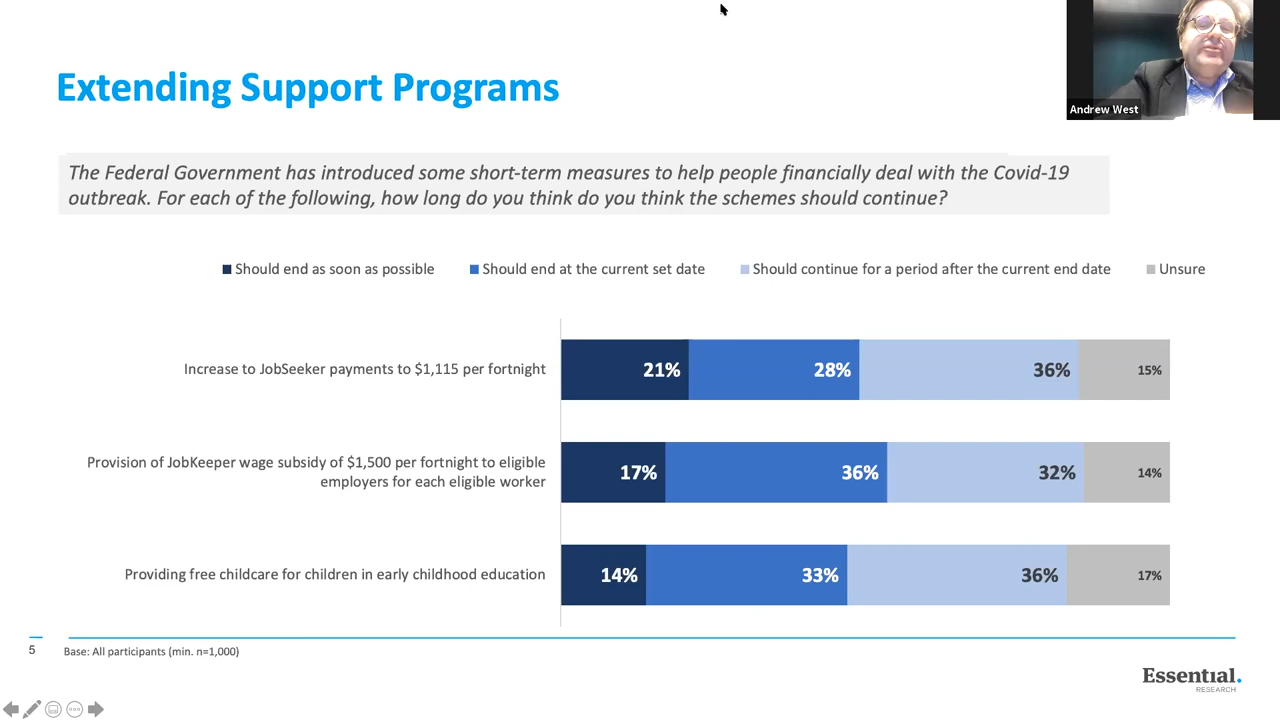 Andrew West
Extending Support Programs
The Federal Government has introduced some short-term measures to help people financially deal with the Covid-19
outbreak. For each of the following, how long do you think do you think the schemes should continue?
Should end as soon as possible Should end at the current set date Should continue for a period after the current end date Unsure
Increase to JobSeeker payments to $1,115 per fortnight 21% 28% 36% 15%
Provision of JobKeeper wage subsidy of $1,500 per fortnight to eligible
employers for each eligible worker 17% 36% 32% 14%
Providing free childcare for children in early childhood education 14% 33% 36% 17%
5 Base: All participants (min. n=1,000)
Essential.
RESEARCH